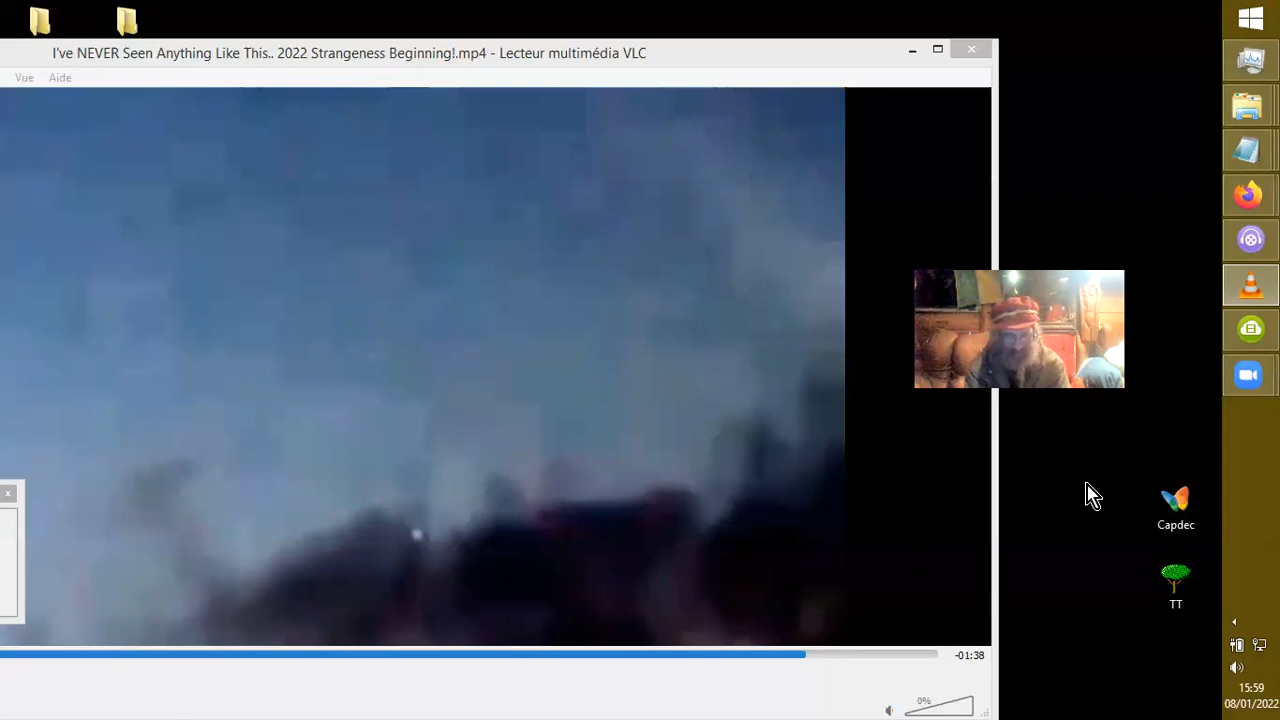 I've NEVER Seen Anything Like This.. 2022 Strangeness Beginning!.mp4 - Lecteur multimédia VLC
Vue Aide
Capdec
TT
-01:38
0%
15:59
08/01/2022